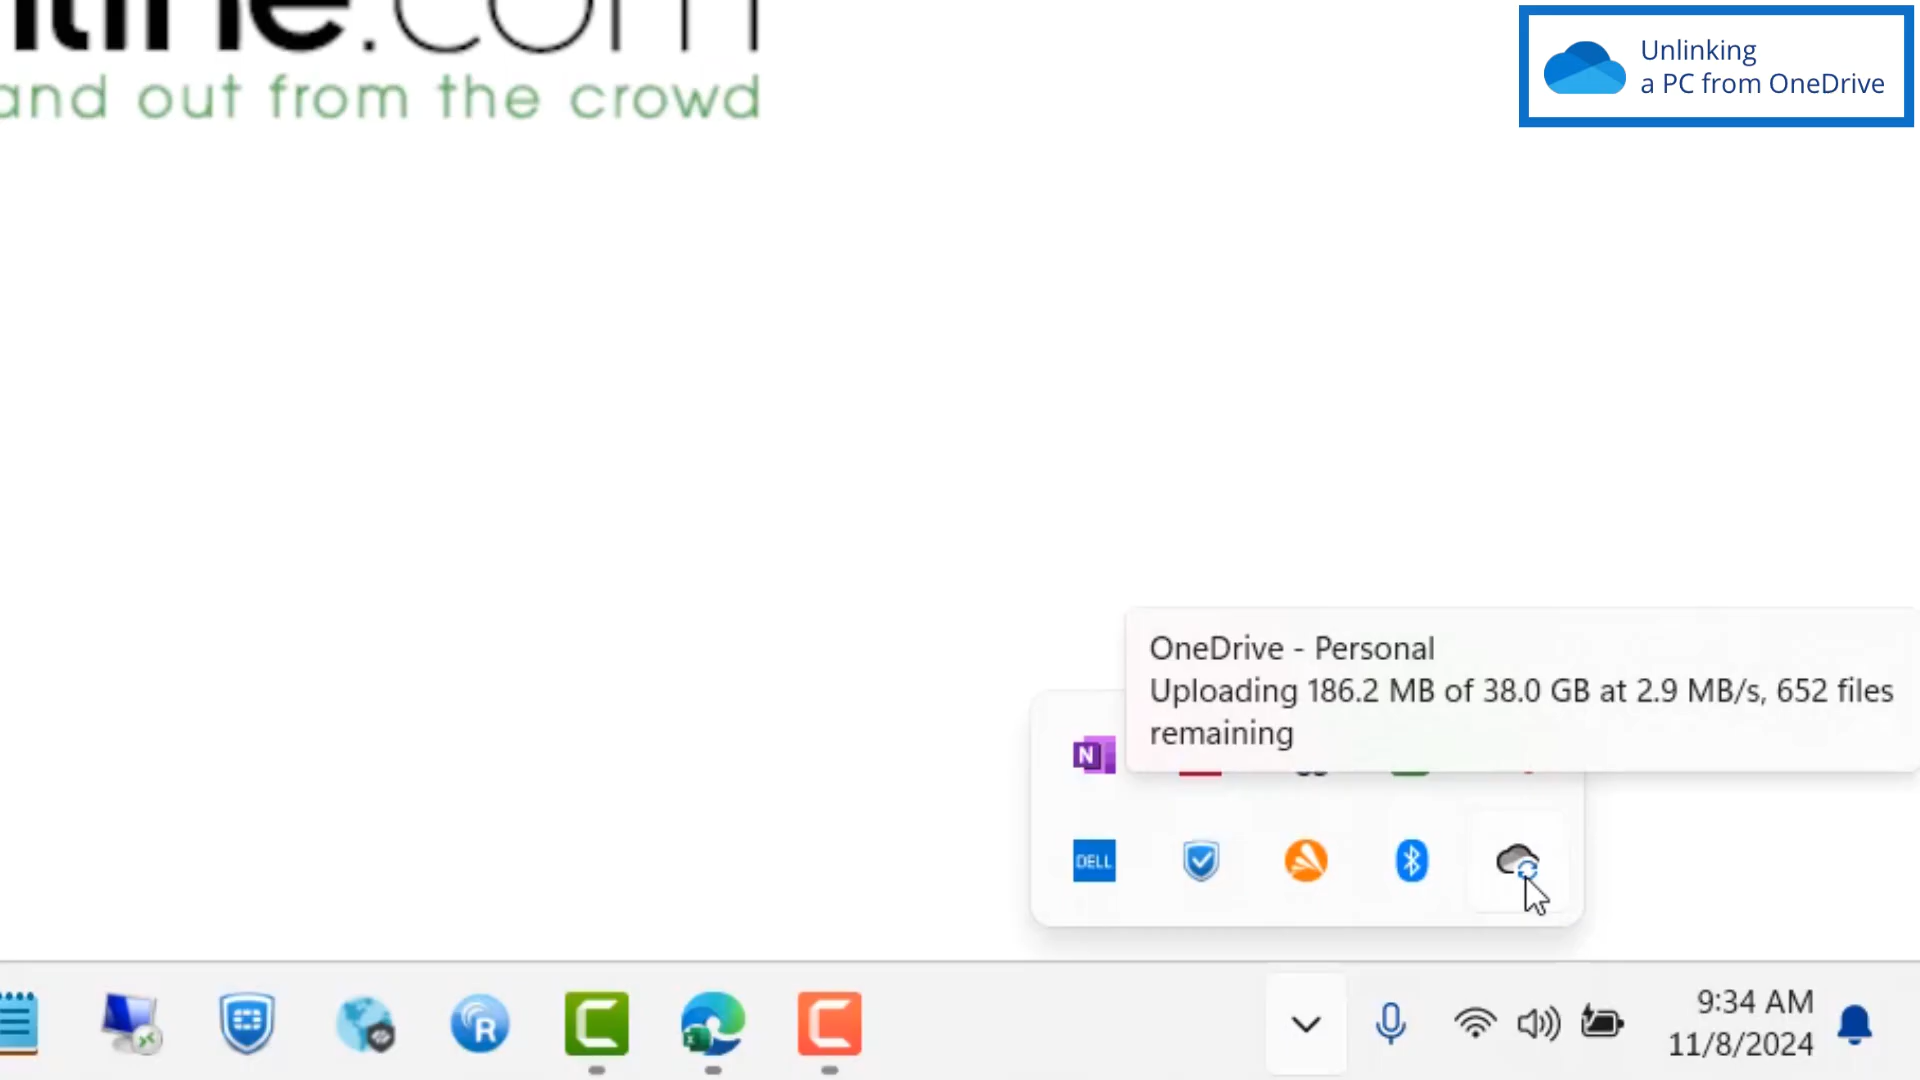 .com
and out from the crowd
Unlinking
a PC from OneDrive
OneDrive - Personal
Uploading 186.2 MB of 38.0 GB at 2.9 MB/s, 652 files
remaining
N
DELL
R
9:34 AM
11/8/2024